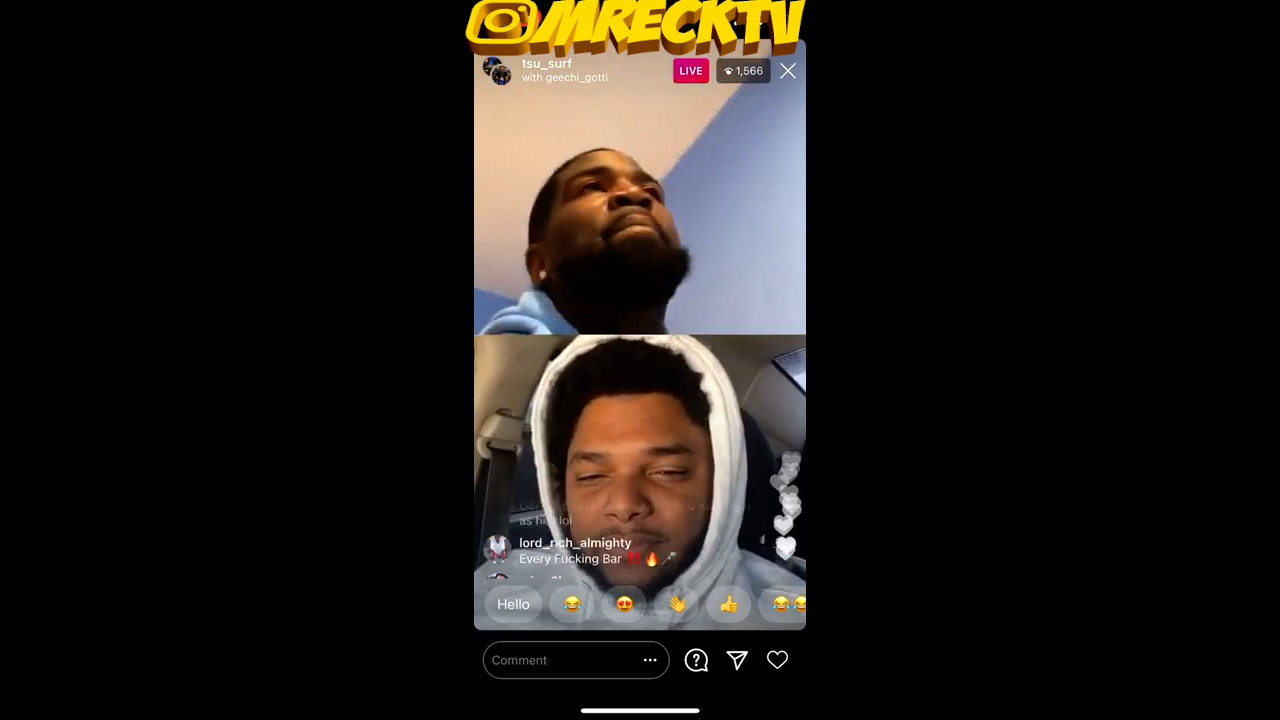 @MRECKTV
tsu_surf
with geechi_gotti
LIVE
1,566
as hell lol
lord_rich_almighty
Every Fucking Bar ‼️🔥🎤
Hello 😂 😍 👋 👍 😂😂
Comment